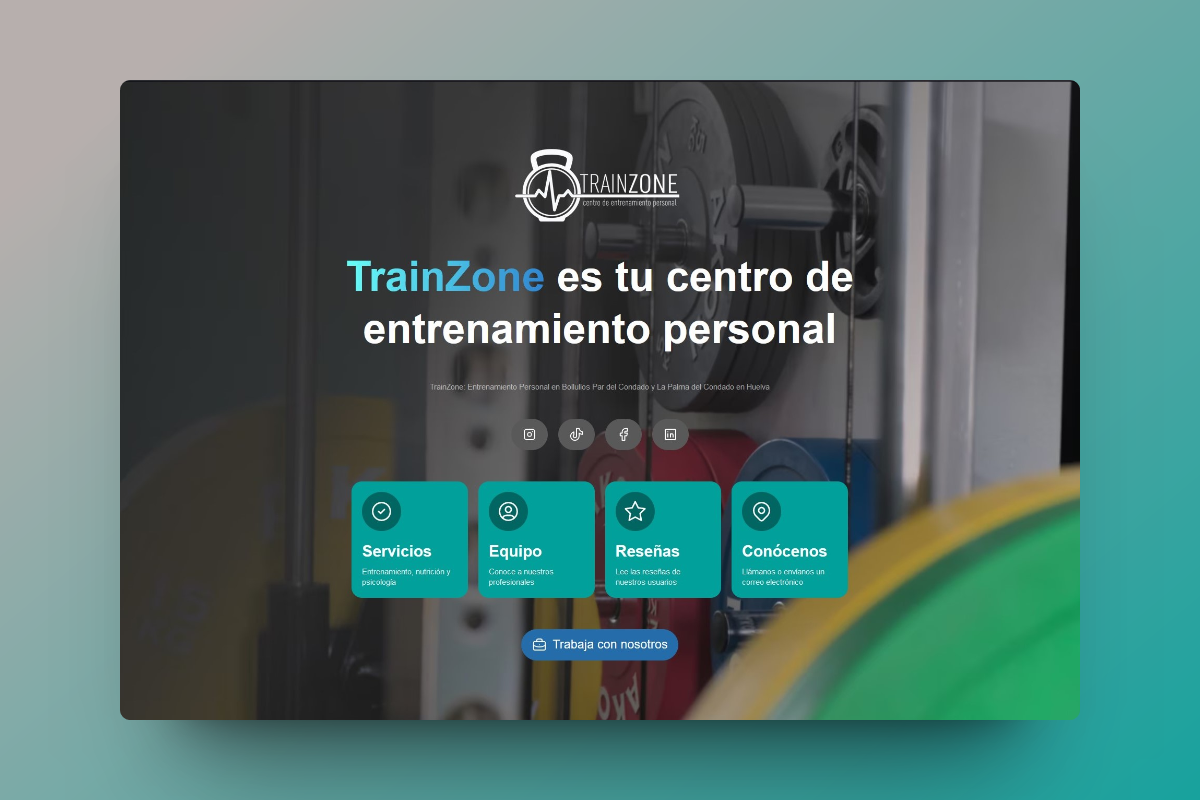 TRAINZONE
centro de entrenamiento personal
TrainZone es tu centro de
entrenamiento personal
TrainZone: Entrenamiento Personal en Bollullos Par del Condado y La Palma del Condado en Huelva
Servicios
Entrenamiento, nutrición y
psicología
Equipo
Conoce a nuestros
profesionales
Reseñas
Lee las reseñas de
nuestros usuarios
Conócenos
Llámanos o envíanos un
correo electrónico
Trabaja con nosotros